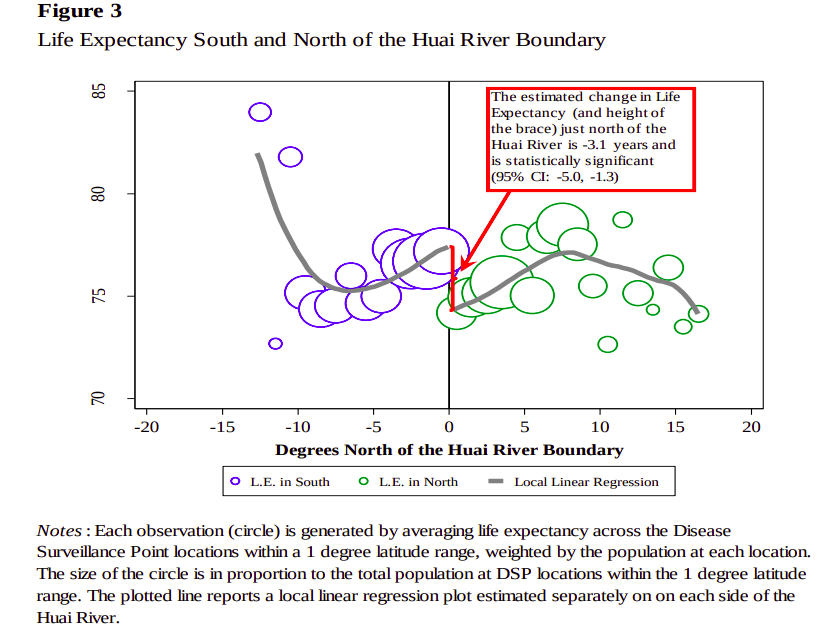 Figure 3
Life Expectancy South and North of the Huai River Boundary
The estimated change in Life
Expectancy (and height of
the brace) just north of the
Huai River is -3.1 years and
is statistically significant
(95% CI: -5.0, -1.3)
85
80
75
70
-20 -15 -10 -5 0 5 10 15 20
Degrees North of the Huai River Boundary
L.E. in South L.E. in North Local Linear Regression
Notes : Each observation (circle) is generated by averaging life expectancy across the Disease
Surveillance Point locations within a 1 degree latitude range, weighted by the population at each location.
The size of the circle is in proportion to the total population at DSP locations within the 1 degree latitude
range. The plotted line reports a local linear regression plot estimated separately on on each side of the
Huai River.